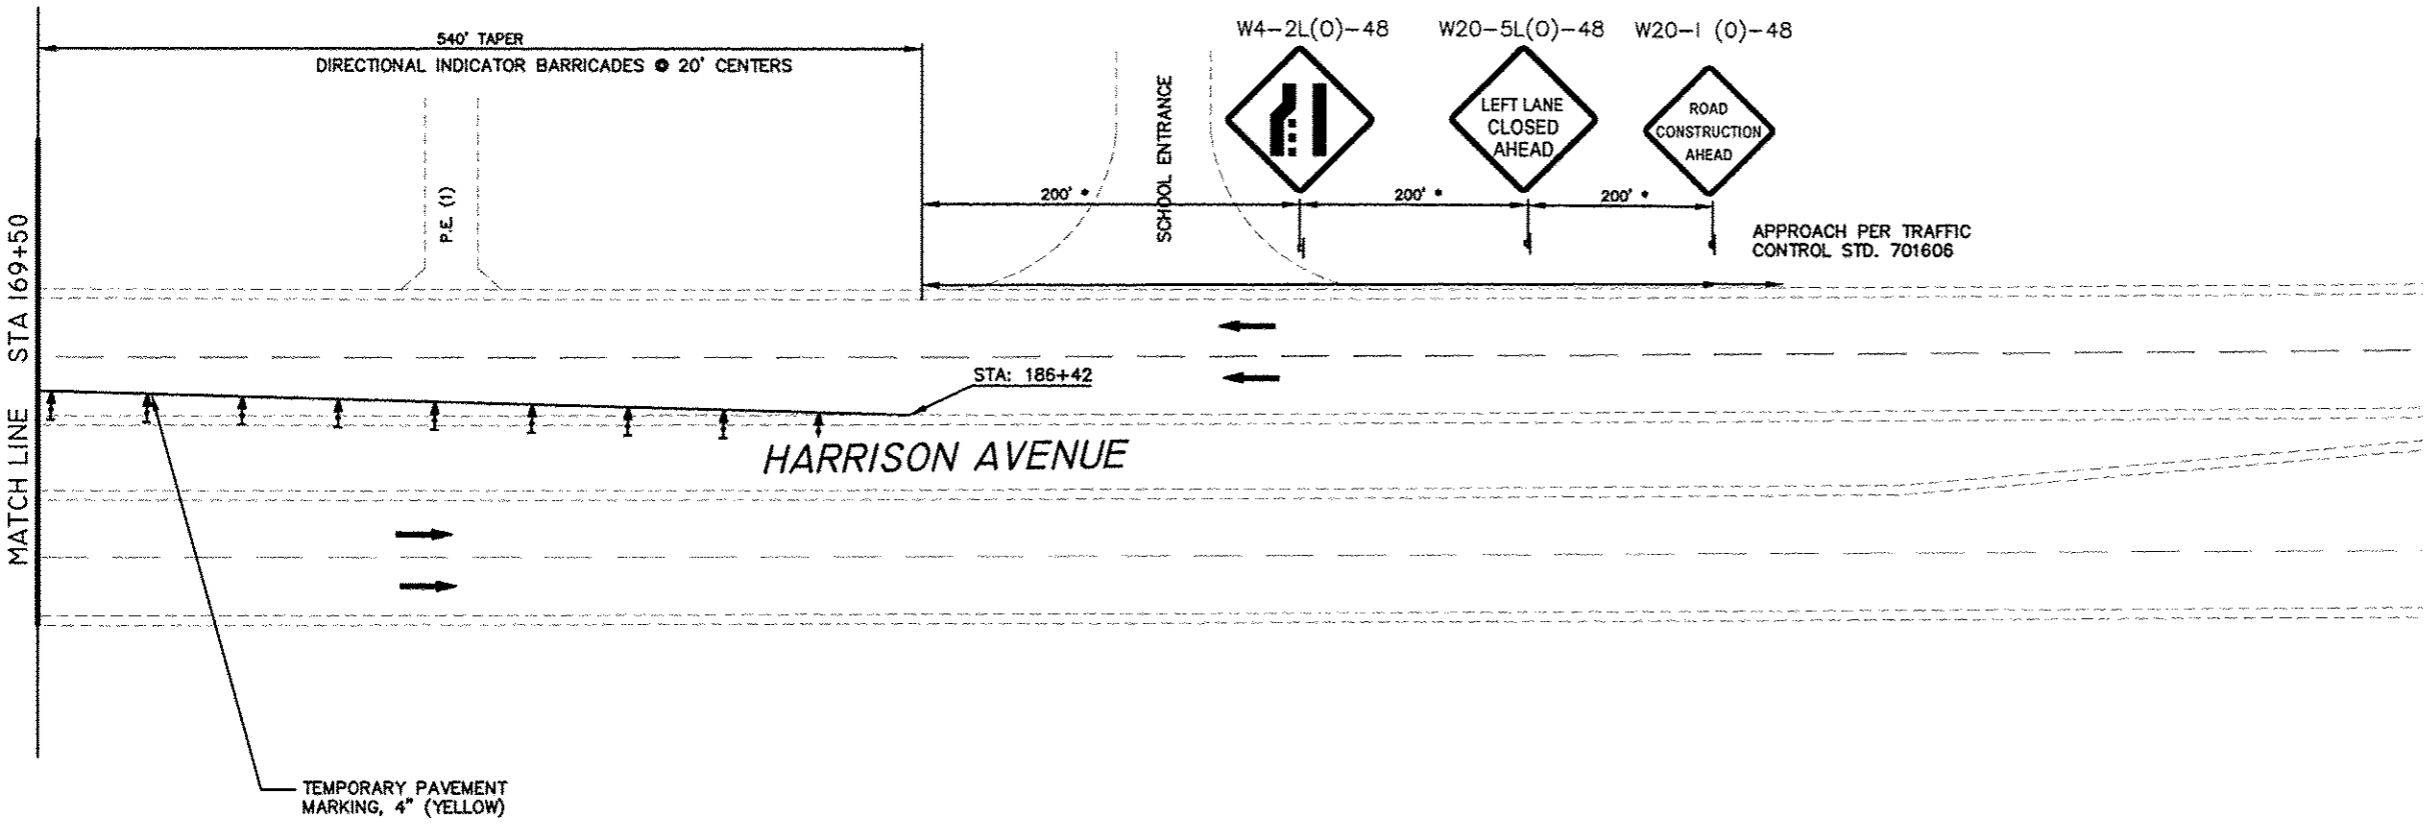 W4-2L(O)-48
W20-5L(O)-48
W20-1 (O)-48
540' TAPER
DIRECTIONAL INDICATOR BARRICADES @ 20' CENTERS
LEFT LANE
CLOSED
AHEAD
ROAD
CONSTRUCTION
AHEAD
SCHOOL ENTRANCE
P.E. (1)
200' *
200' *
200' *
APPROACH PER TRAFFIC
CONTROL STD. 701606
MATCH LINE STA 169+50
STA: 186+42
HARRISON AVENUE
TEMPORARY PAVEMENT
MARKING, 4" (YELLOW)